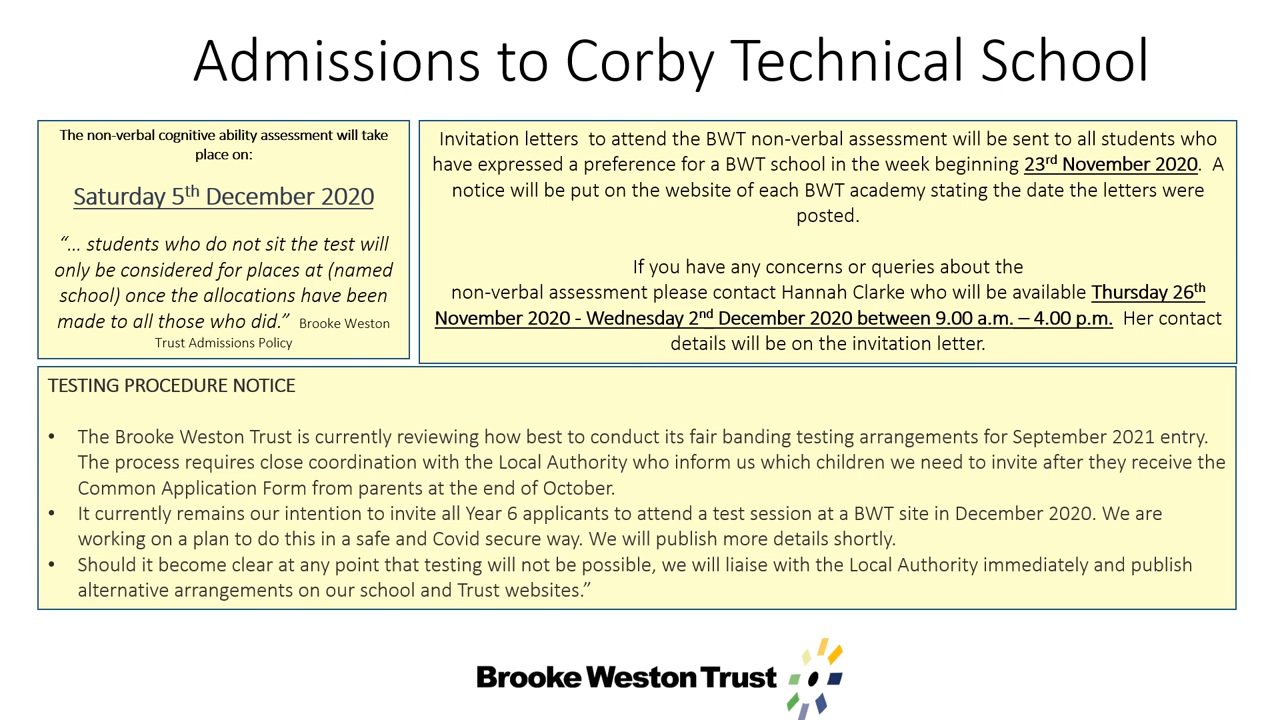 Admissions to Corby Technical School
The non-verbal cognitive ability assessment will take
place on:
Saturday 5th December 2020
“… students who do not sit the test will
only be considered for places at (named
school) once the allocations have been
made to all those who did.” Brooke Weston
Trust Admissions Policy
Invitation letters to attend the BWT non-verbal assessment will be sent to all students who
have expressed a preference for a BWT school in the week beginning 23rd November 2020. A
notice will be put on the website of each BWT academy stating the date the letters were
posted.
If you have any concerns or queries about the
non-verbal assessment please contact Hannah Clarke who will be available Thursday 26th
November 2020 - Wednesday 2nd December 2020 between 9.00 a.m. – 4.00 p.m. Her contact
details will be on the invitation letter.
TESTING PROCEDURE NOTICE
• The Brooke Weston Trust is currently reviewing how best to conduct its fair banding testing arrangements for September 2021 entry.
The process requires close coordination with the Local Authority who inform us which children we need to invite after they receive the
Common Application Form from parents at the end of October.
• It currently remains our intention to invite all Year 6 applicants to attend a test session at a BWT site in December 2020. We are
working on a plan to do this in a safe and Covid secure way. We will publish more details shortly.
• Should it become clear at any point that testing will not be possible, we will liaise with the Local Authority immediately and publish
alternative arrangements on our school and Trust websites.”
Brooke Weston Trust